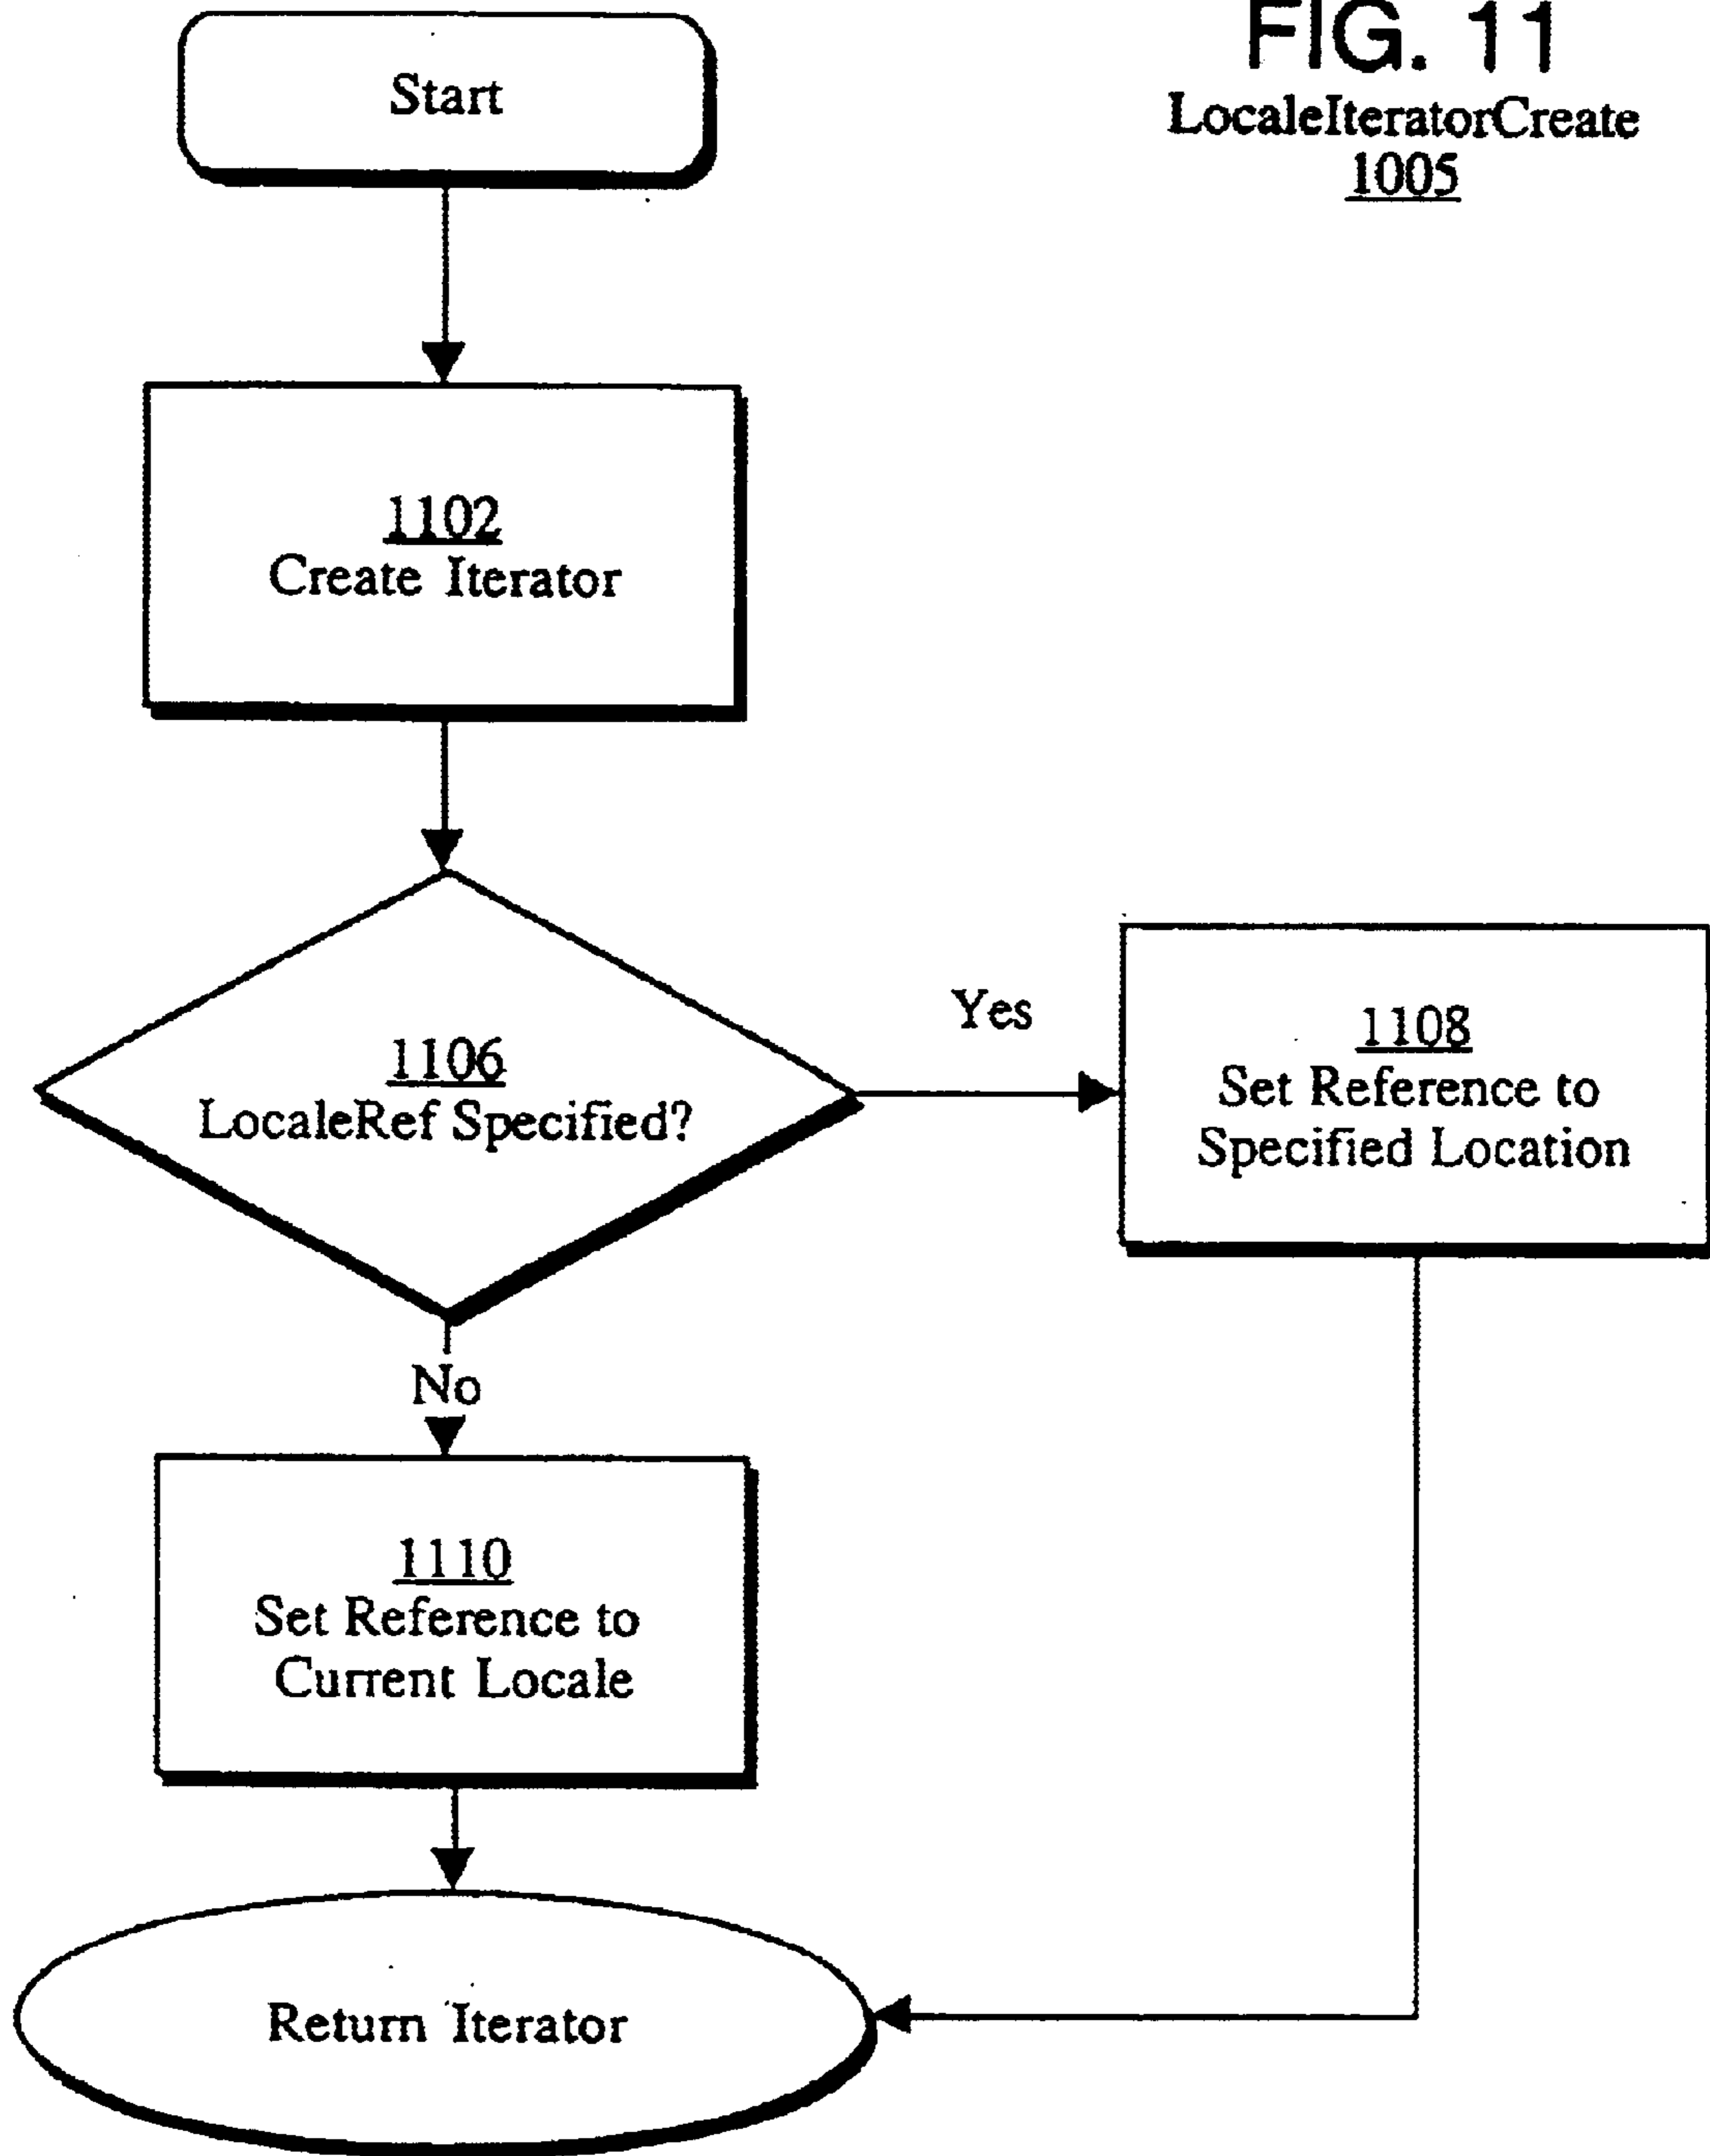 FIG. 11
LocaleIteratorCreate
1005
Start
1102
Create Iterator
1106
LocaleRef Specified?
Yes
1108
Set Reference to
Specified Location
No
1110
Set Reference to
Current Locale
Return Iterator